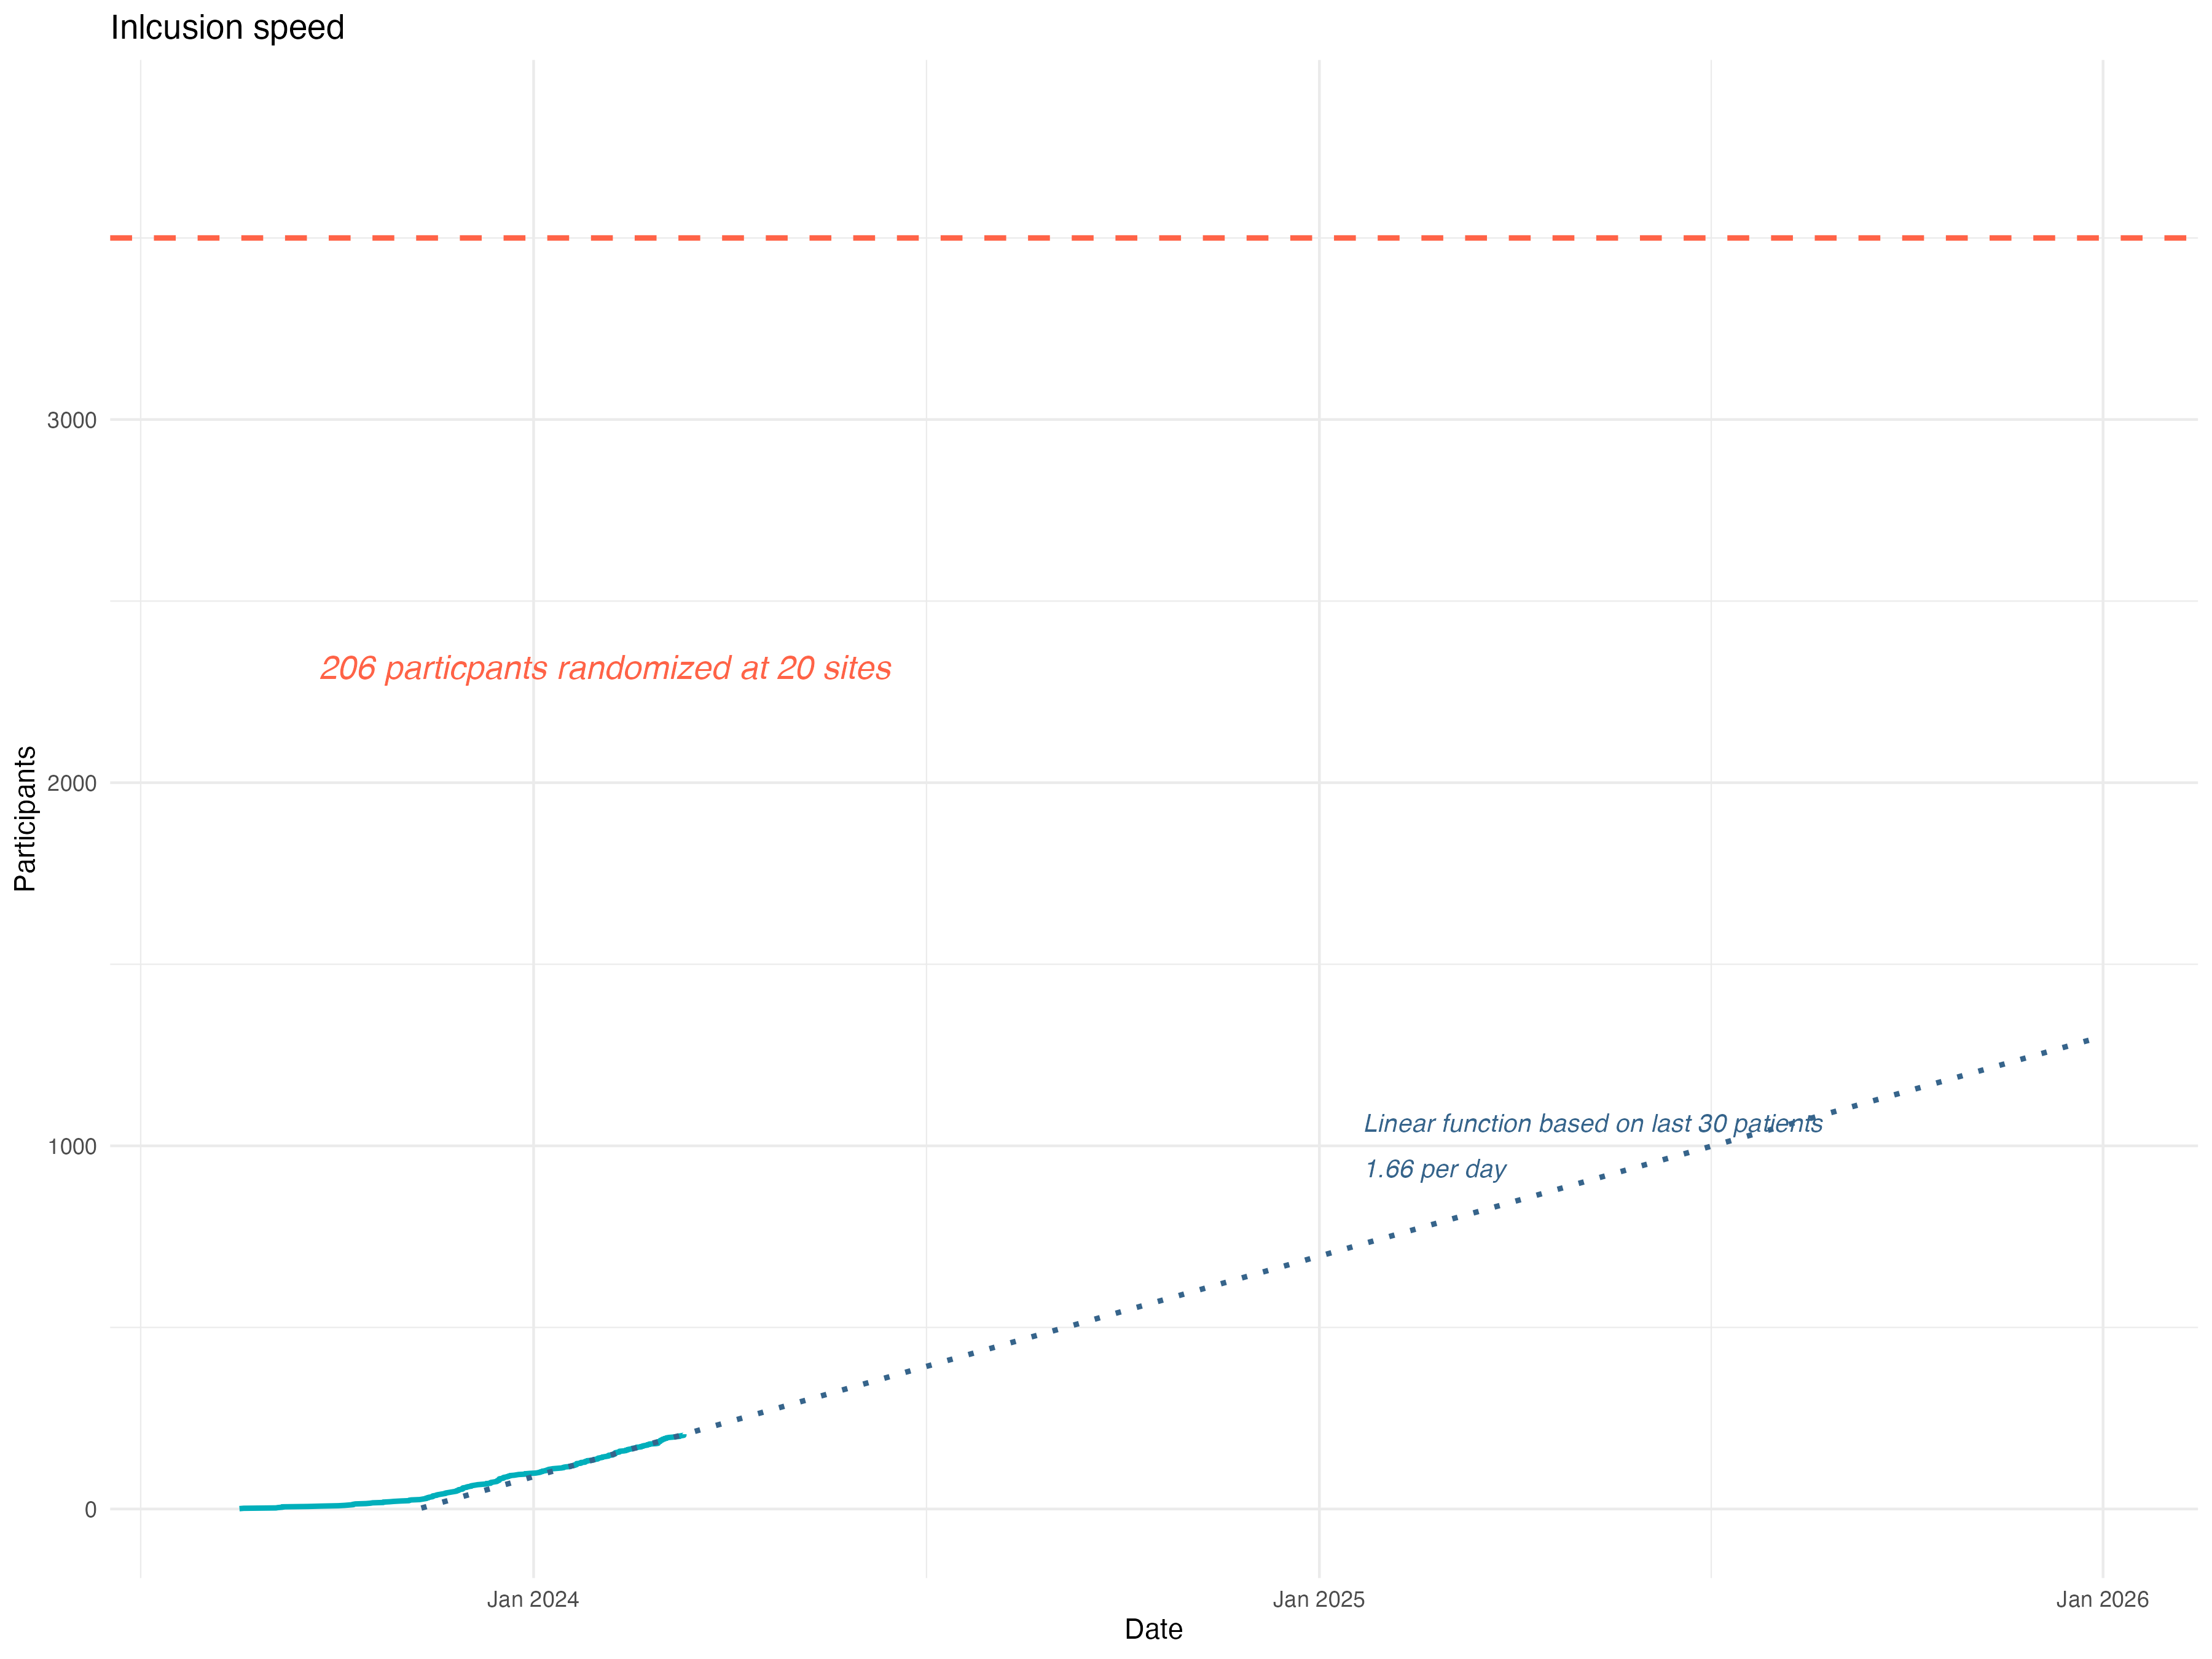 Inlcusion speed
3000
206 particpants randomized at 20 sites
2000
Participants
Linear function based on last 30 patients
1000
1.66 per day
0
Jan 2024
Jan 2025
Jan 2026
Date